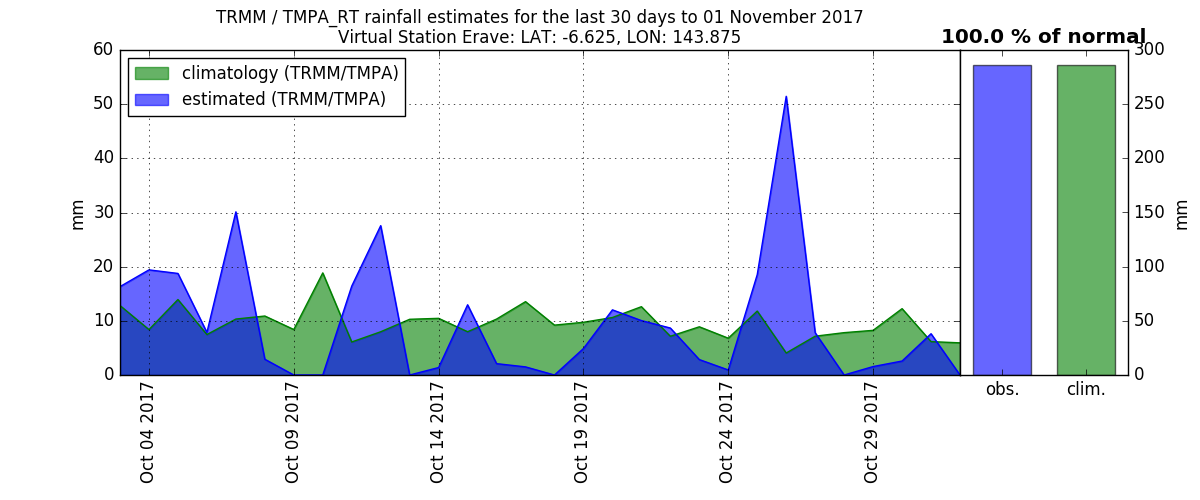 TRMM / TMPA_RT rainfall estimates for the last 30 days to 01 November 2017
Virtual Station Erave: LAT: -6.625, LON: 143.875
100.0 % of normal
climatology (TRMM/TMPA)
estimated (TRMM/TMPA)
60
50
40
30
20
10
0
mm
Oct 04 2017
Oct 09 2017
Oct 14 2017
Oct 19 2017
Oct 24 2017
Oct 29 2017
obs.
clim.
300
250
200
150
100
50
0
mm